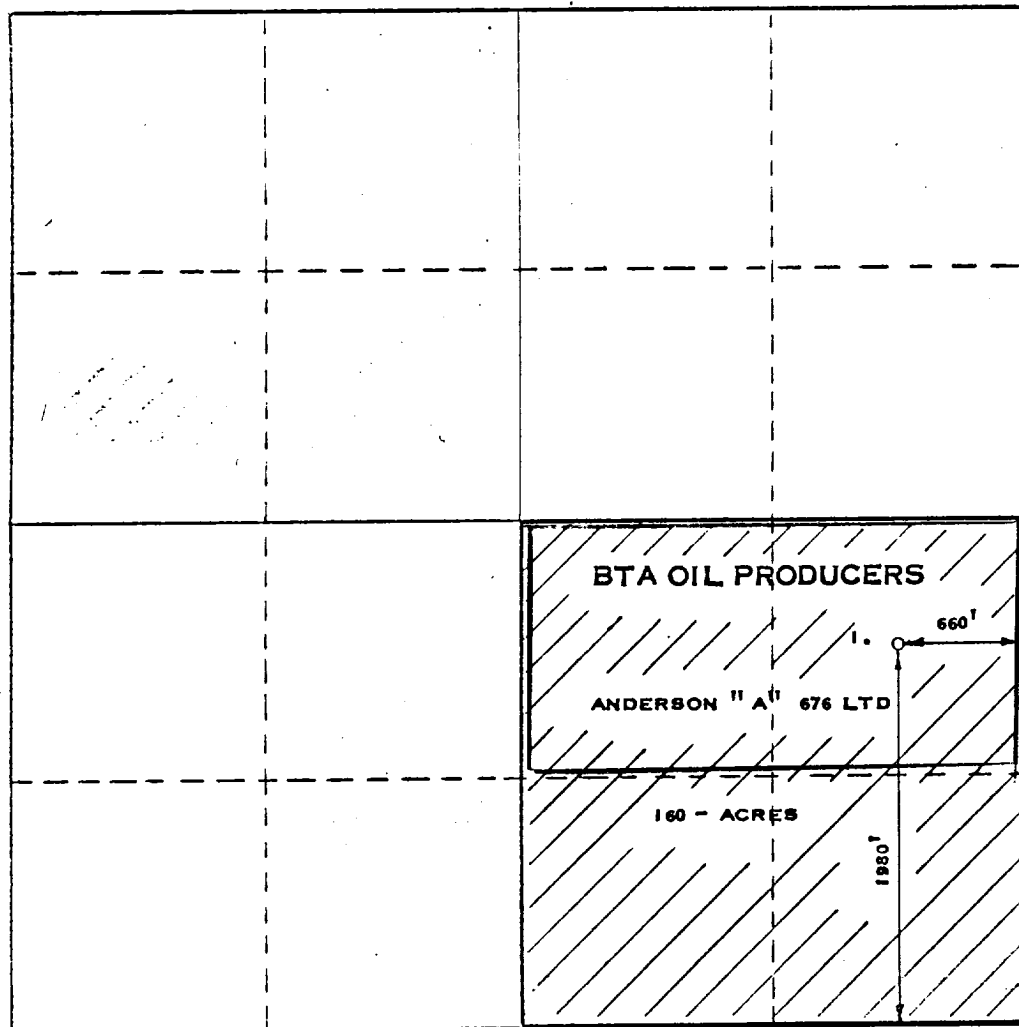 BTA OIL PRODUCERS
1.
660'
ANDERSON "A" 676 LTD
160 - ACRES
1980'